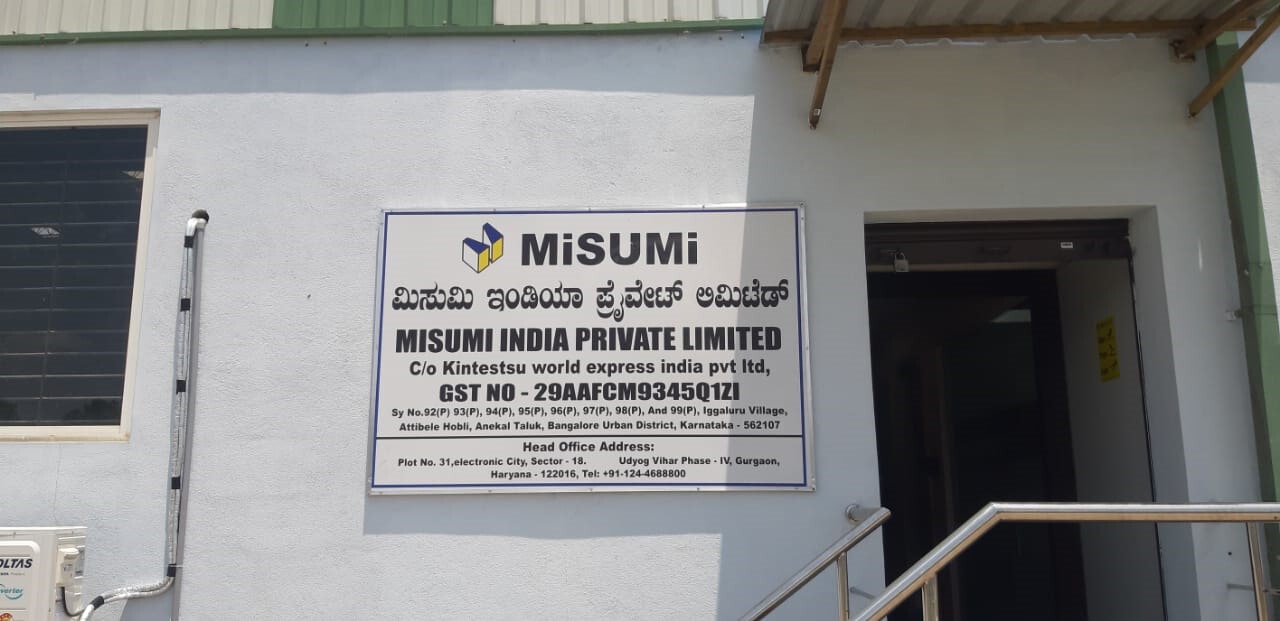 MiSUMi
ಮಿಸುಮಿ ಇಂಡಿಯಾ ಪ್ರೈವೇಟ್ ಲಿಮಿಟೆಡ್
MISUMI INDIA PRIVATE LIMITED
C/o Kintestsu world express india pvt ltd,
GST NO - 29AAFCM9345Q1ZI
Sy No.92(P) 93(P), 94(P), 95(P), 96(P), 97(P), 98(P), And 99(P), Iggaluru Village,
Attibele Hobli, Anekal Taluk, Bangalore Urban District, Karnataka - 562107
Head Office Address:
Plot No. 31,electronic City, Sector - 18. Udyog Vihar Phase - IV, Gurgaon,
Haryana - 122016, Tel: +91-124-4688800
OLTAS
verter